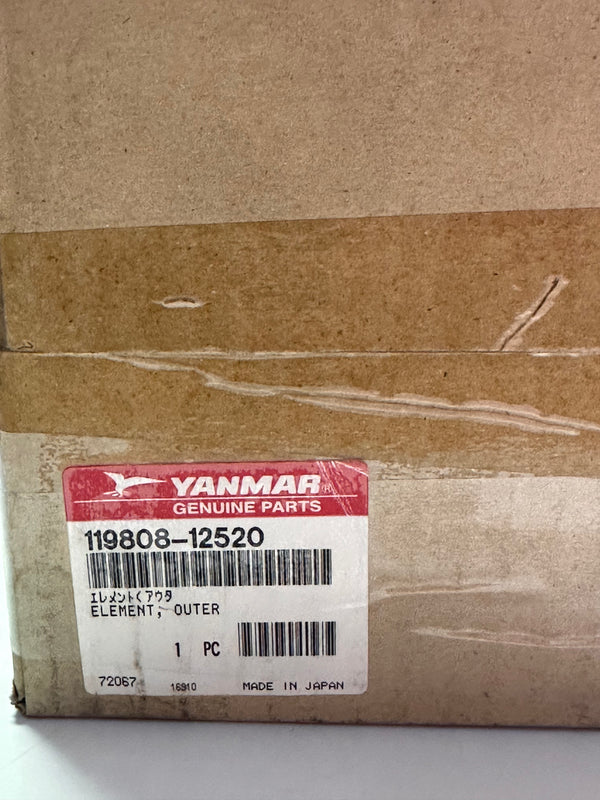 YANMAR®
GENUINE PARTS
119808-12520
エレメント<アウタ
ELEMENT, OUTER
1 PC
72067
16910
MADE IN JAPAN